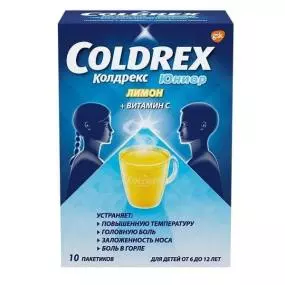 gsk
COLDREX
Колдрекс Юниор
ЛИМОН
+ ВИТАМИН С
УСТРАНЯЕТ:
ПОВЫШЕННУЮ ТЕМПЕРАТУРУ
ГОЛОВНУЮ БОЛЬ
ЗАЛОЖЕННОСТЬ НОСА
БОЛЬ В ГОРЛЕ
10 ПАКЕТИКОВ ДЛЯ ДЕТЕЙ ОТ 6 ДО 12 ЛЕТ